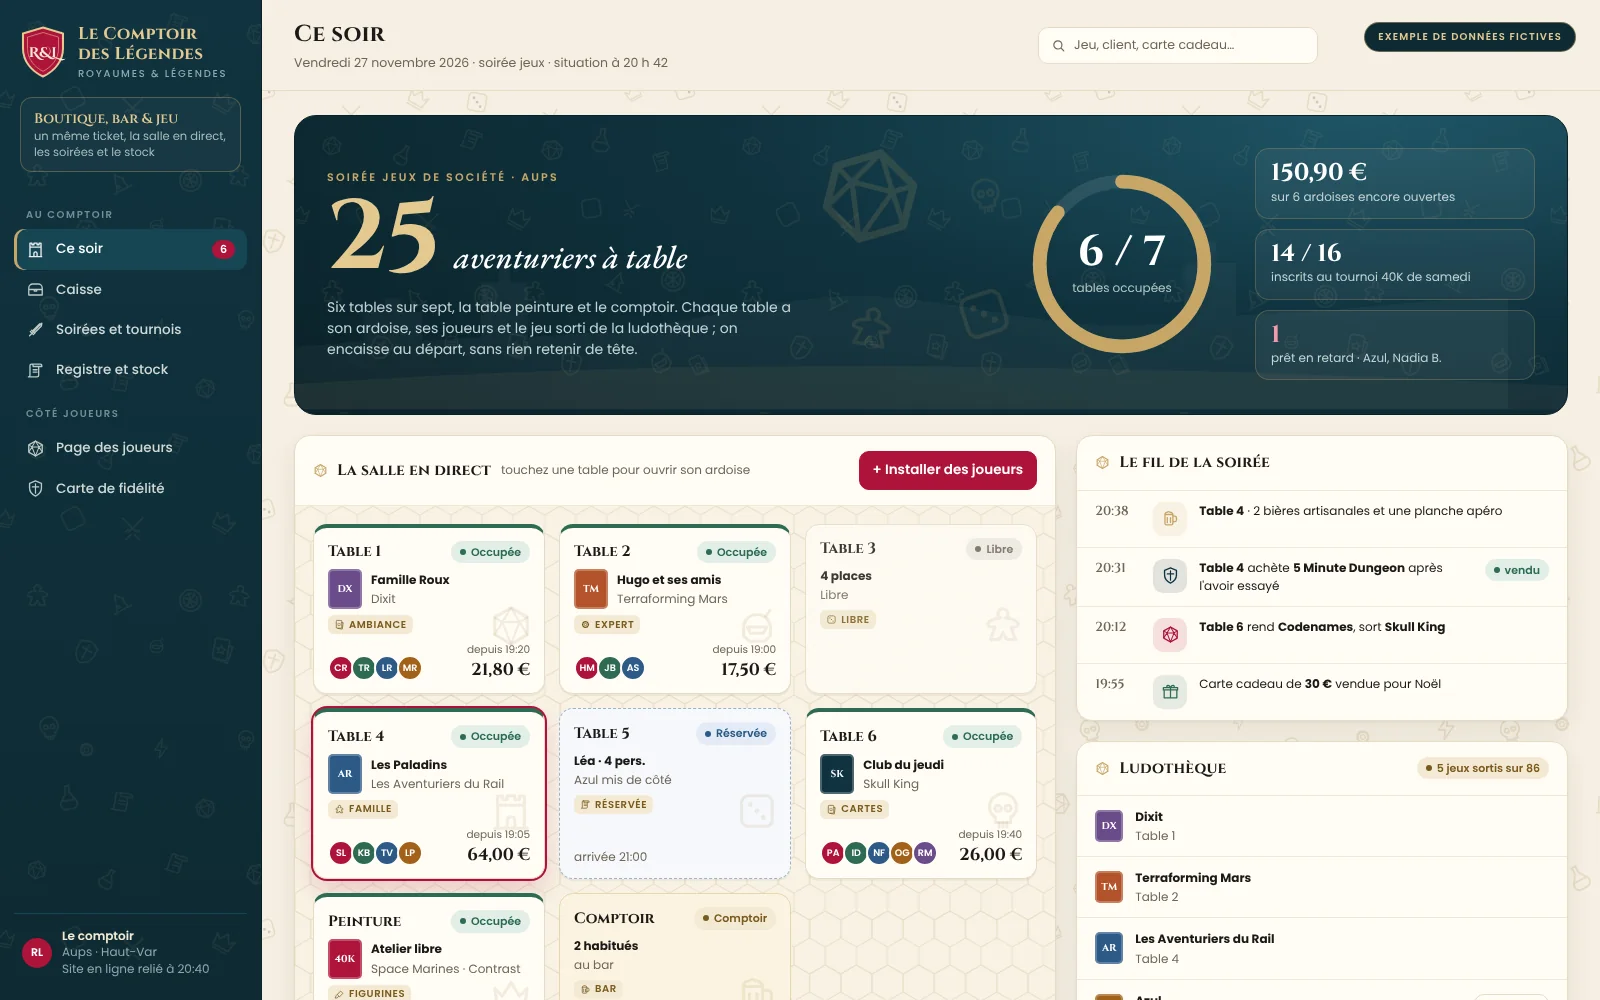 R&L
Le Comptoir
des Légendes
ROYAUMES & LÉGENDES
Boutique, bar & jeu
un même ticket, la salle en direct,
les soirées et le stock
AU COMPTOIR
Ce soir
6
Caisse
Soirées et tournois
Registre et stock
CÔTÉ JOUEURS
Page des joueurs
Carte de fidélité
RL
Le comptoir
Aups · Haut-Var
Site en ligne relié à 20:40
Ce soir
Vendredi 27 novembre 2026 · soirée jeux · situation à 20 h 42
Jeu, client, carte cadeau…
EXEMPLE DE DONNÉES FICTIVES
SOIRÉE JEUX DE SOCIÉTÉ · AUPS
25 aventuriers à table
Six tables sur sept, la table peinture et le comptoir. Chaque table a
son ardoise, ses joueurs et le jeu sorti de la ludothèque ; on
encaisse au départ, sans rien retenir de tête.
6 / 7
tables occupées
150,90 €
sur 6 ardoises encore ouvertes
14 / 16
inscrits au tournoi 40K de samedi
1
prêt en retard · Azul, Nadia B.
La salle en direct
touchez une table pour ouvrir son ardoise
+ Installer des joueurs
Table 1
Occupée
DX
Famille Roux
Dixit
AMBIANCE
depuis 19:20
CR TR LR MR
21,80 €
Table 2
Occupée
TM
Hugo et ses amis
Terraforming Mars
EXPERT
depuis 19:00
HM JB AS
17,50 €
Table 3
Libre
4 places
Libre
LIBRE
Table 4
Occupée
AR
Les Paladins
Les Aventuriers du Rail
FAMILLE
depuis 19:05
SL KB TV LP
64,00 €
Table 5
Réservée
Léa · 4 pers.
Azul mis de côté
RÉSERVÉE
arrivée 21:00
Table 6
Occupée
SK
Club du jeudi
Skull King
CARTES
depuis 19:40
PA ID NF OG RM
26,00 €
Peinture
Occupée
40K
Atelier libre
Space Marines · Contrast
FIGURINES
Comptoir
Comptoir
2 habitués
au bar
BAR
Le fil de la soirée
20:38
Table 4 · 2 bières artisanales et une planche apéro
20:31
Table 4 achète 5 Minute Dungeon après
l'avoir essayé
vendu
20:12
Table 6 rend Codenames, sort Skull King
19:55
Carte cadeau de 30 € vendue pour Noël
Ludothèque
5 jeux sortis sur 86
DX
Dixit
Table 1
TM
Terraforming Mars
Table 2
AR
Les Aventuriers du Rail
Table 4
Azul